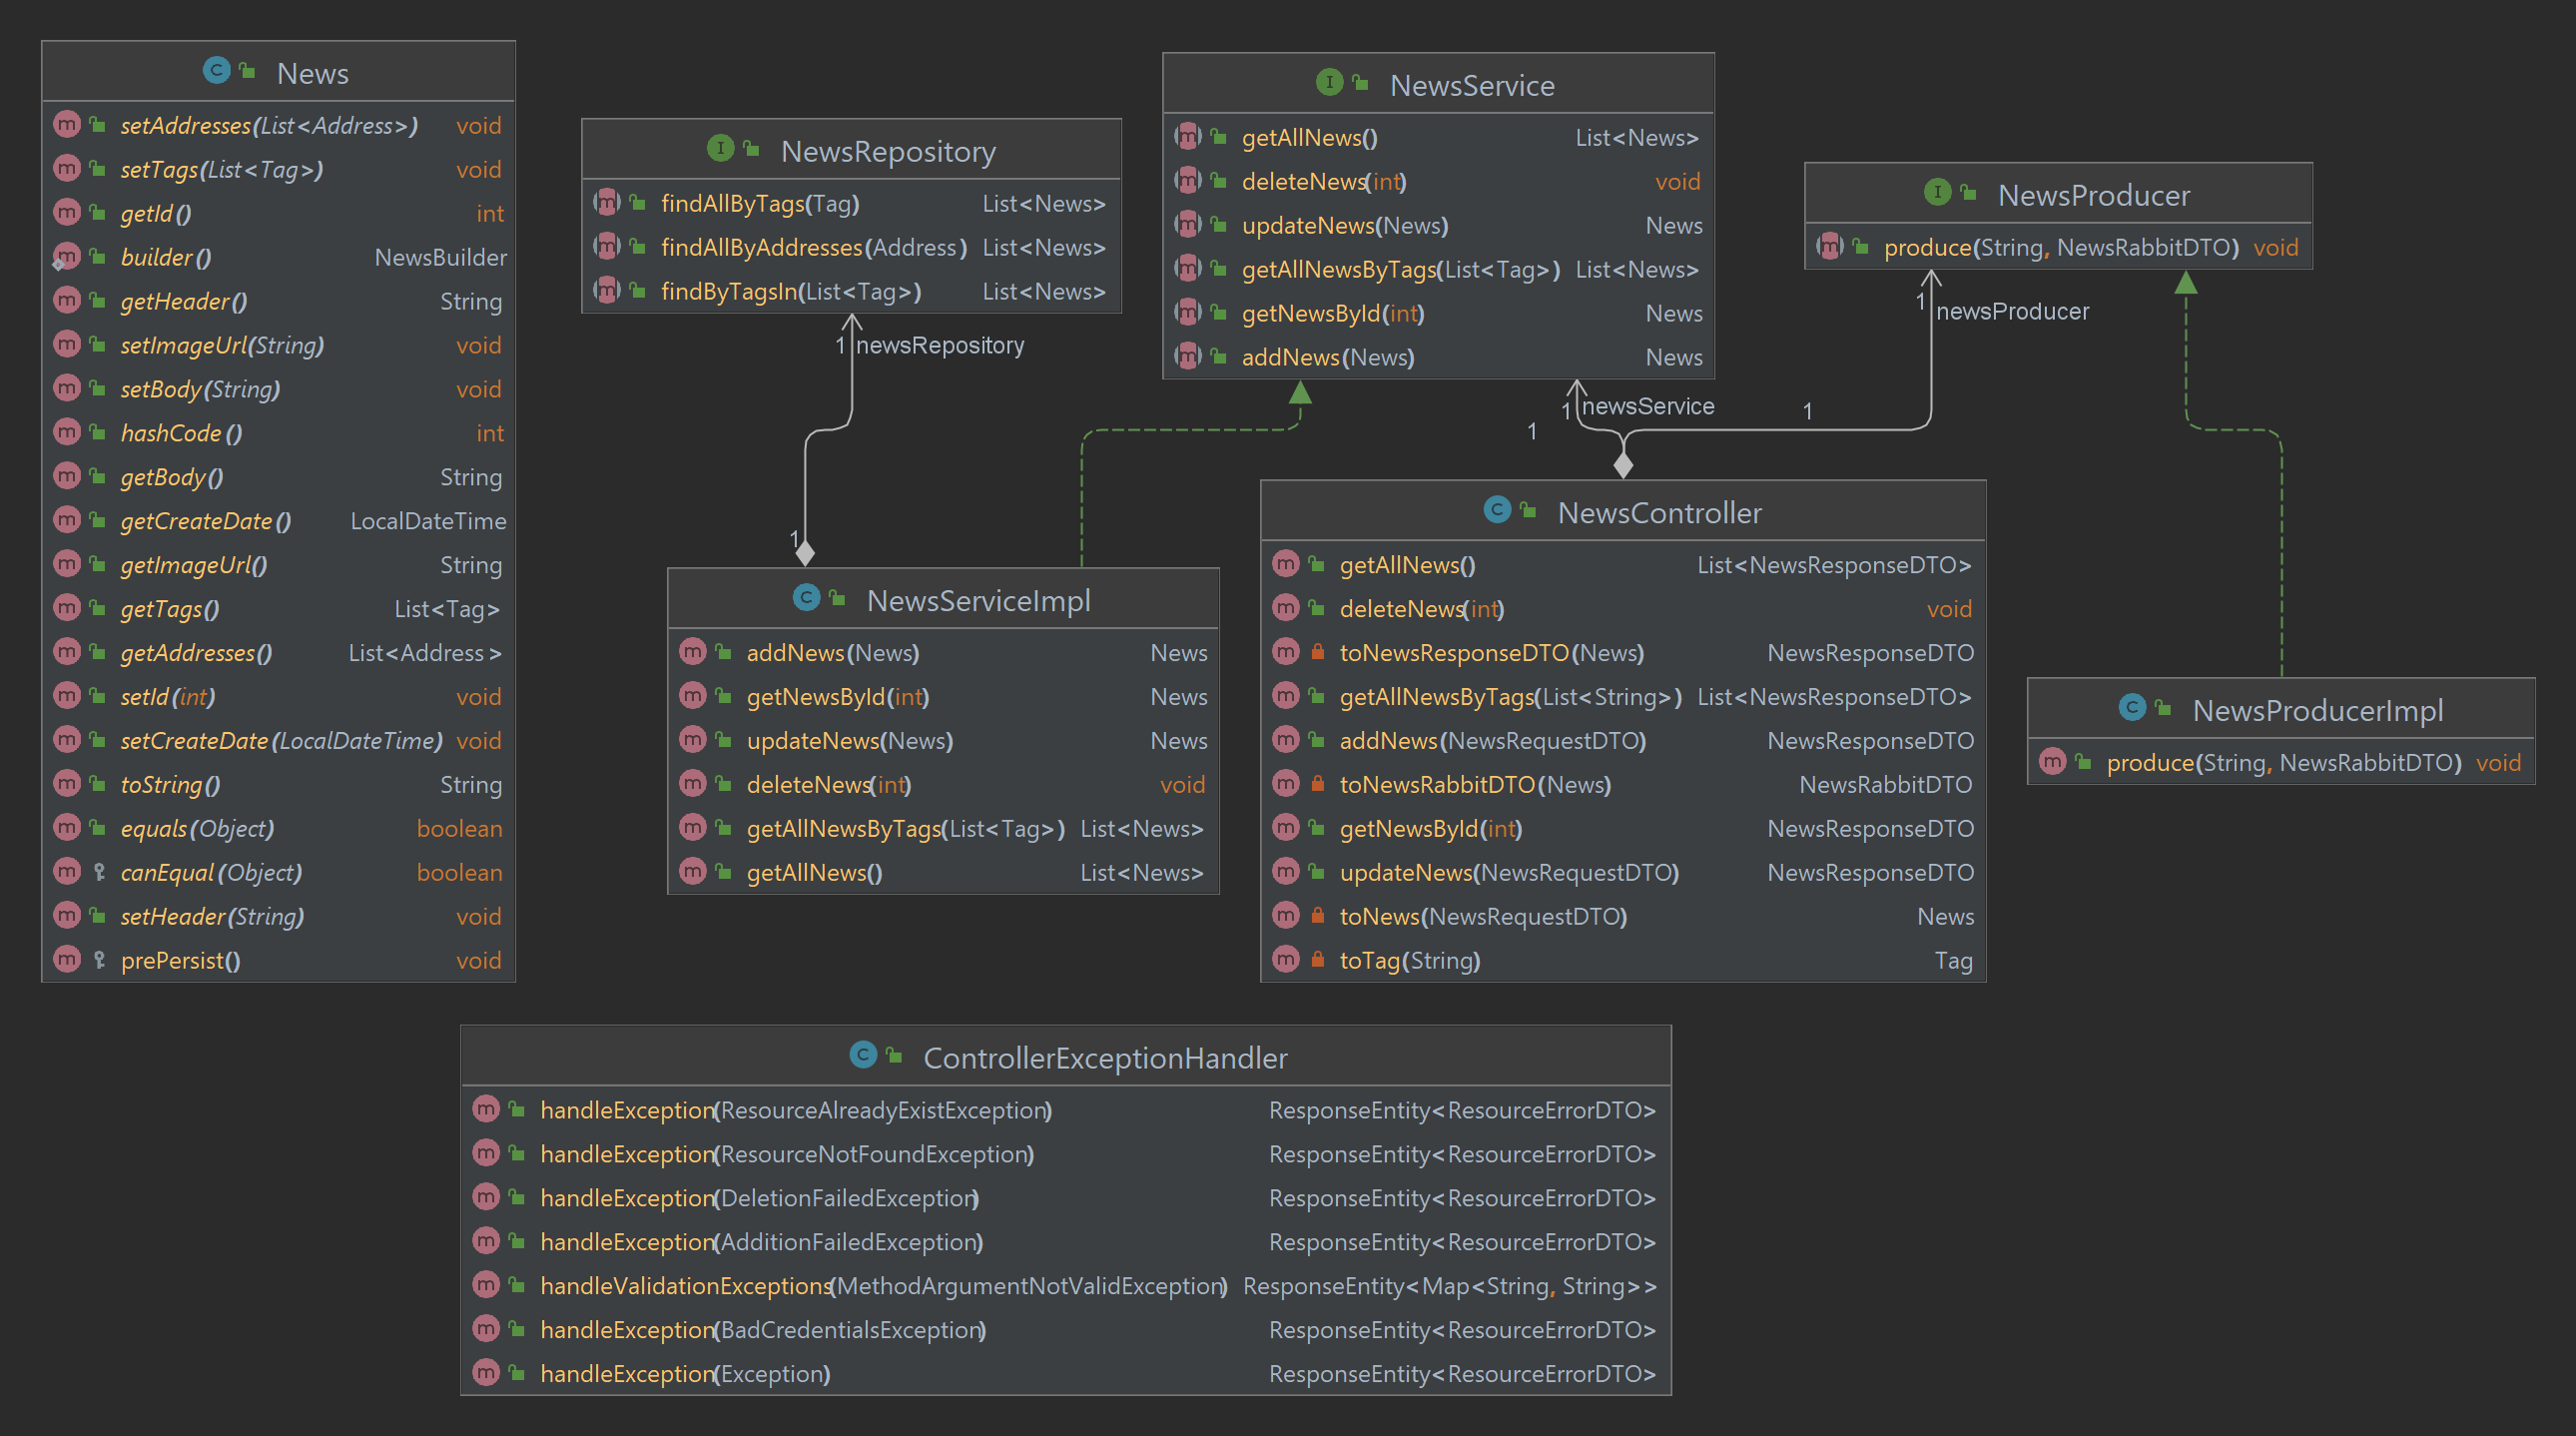 News
setAddresses(List<Address>) void
setTags(List<Tag>) void
getId() int
builder() NewsBuilder
getHeader() String
setImageUrl(String) void
setBody(String) void
hashCode() int
getBody() String
getCreateDate() LocalDateTime
getImageUrl() String
getTags() List<Tag>
getAddresses() List<Address>
setId(int) void
setCreateDate(LocalDateTime) void
toString() String
equals(Object) boolean
canEqual(Object) boolean
setHeader(String) void
prePersist() void
NewsRepository
findAllByTags(Tag) List<News>
findAllByAddresses(Address) List<News>
findByTagsIn(List<Tag>) List<News>
1 newsRepository
1
NewsService
getAllNews() List<News>
deleteNews(int) void
updateNews(News) News
getAllNewsByTags(List<Tag>) List<News>
getNewsById(int) News
addNews(News) News
1 newsService
1
1
NewsProducer
produce(String, NewsRabbitDTO) void
1 newsProducer
NewsServiceImpl
addNews(News) News
getNewsById(int) News
updateNews(News) News
deleteNews(int) void
getAllNewsByTags(List<Tag>) List<News>
getAllNews() List<News>
NewsController
getAllNews() List<NewsResponseDTO>
deleteNews(int) void
toNewsResponseDTO(News) NewsResponseDTO
getAllNewsByTags(List<String>) List<NewsResponseDTO>
addNews(NewsRequestDTO) NewsResponseDTO
toNewsRabbitDTO(News) NewsRabbitDTO
getNewsById(int) NewsResponseDTO
updateNews(NewsRequestDTO) NewsResponseDTO
toNews(NewsRequestDTO) News
toTag(String) Tag
NewsProducerImpl
produce(String, NewsRabbitDTO) void
ControllerExceptionHandler
handleException(ResourceAlreadyExistException) ResponseEntity<ResourceErrorDTO>
handleException(ResourceNotFoundException) ResponseEntity<ResourceErrorDTO>
handleException(DeletionFailedException) ResponseEntity<ResourceErrorDTO>
handleException(AdditionFailedException) ResponseEntity<ResourceErrorDTO>
handleValidationExceptions(MethodArgumentNotValidException) ResponseEntity<Map<String, String>>
handleException(BadCredentialsException) ResponseEntity<ResourceErrorDTO>
handleException(Exception) ResponseEntity<ResourceErrorDTO>